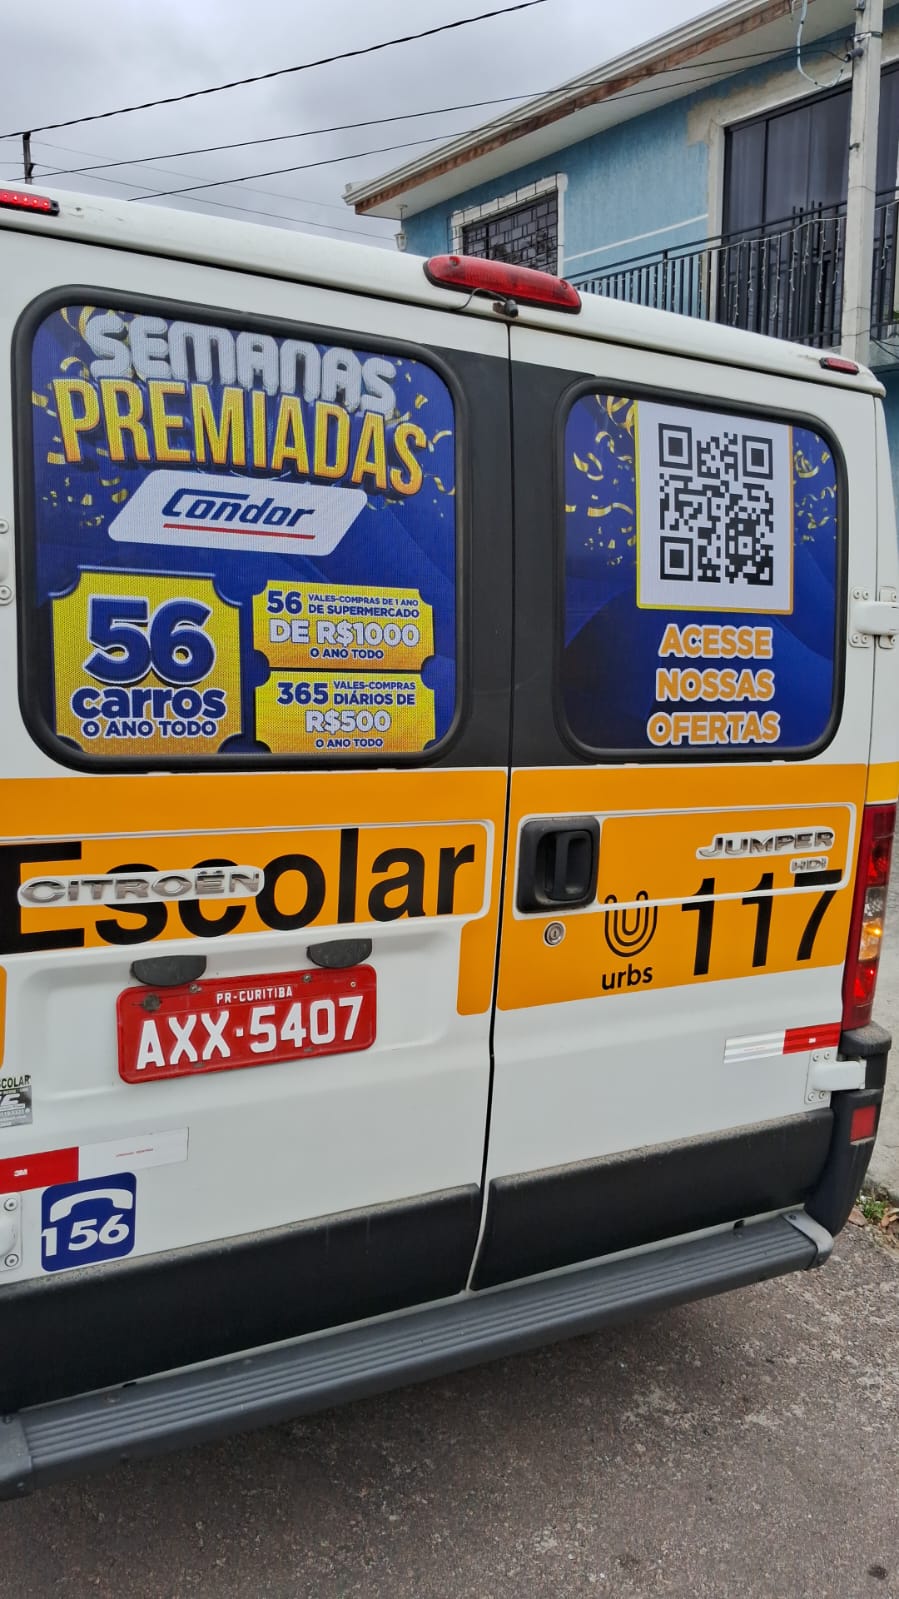 SEMANAS
PREMIADAS
Condor
56
carros
O ANO TODO
56 VALES-COMPRAS DE 1 ANO
DE SUPERMERCADO
DE R$1000
O ANO TODO
365 VALES-COMPRAS
DIÁRIOS DE
R$500
O ANO TODO
ACESSE
NOSSAS
OFERTAS
Escolar
CITROËN
JUMPER
HDi
urbs
117
PR-CURITIBA
AXX·5407
3M
156